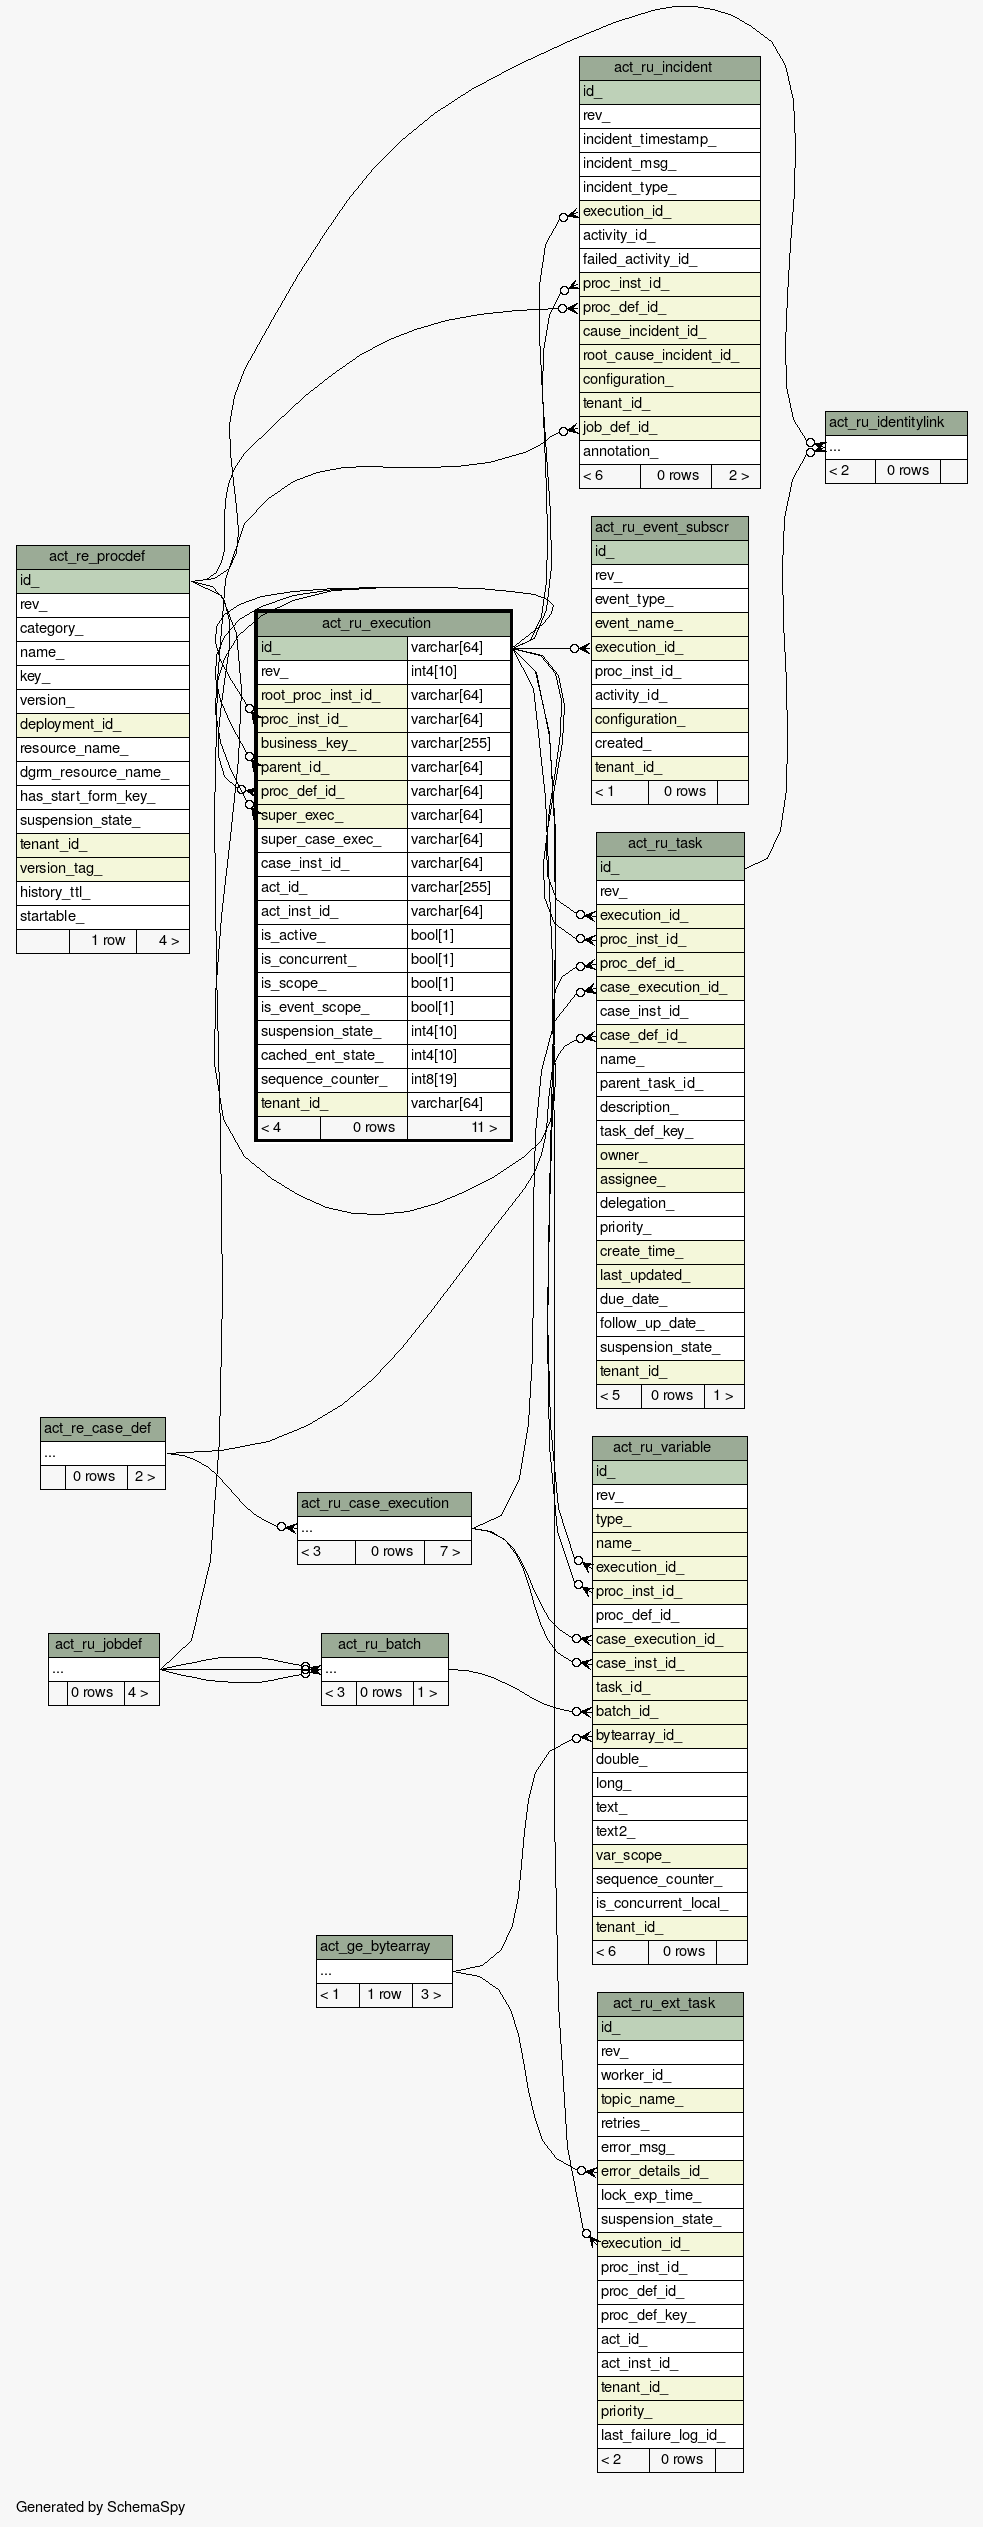 act_ru_incident
id_
rev_
incident_timestamp_
incident_msg_
incident_type_
execution_id_
activity_id_
failed_activity_id_
proc_inst_id_
proc_def_id_
cause_incident_id_
root_cause_incident_id_
configuration_
tenant_id_
job_def_id_
annotation_
< 6 0 rows 2 >
act_ru_identitylink
...
< 2 0 rows
act_ru_event_subscr
id_
rev_
event_type_
event_name_
execution_id_
proc_inst_id_
activity_id_
configuration_
created_
tenant_id_
< 1 0 rows
act_re_procdef
id_
rev_
category_
name_
key_
version_
deployment_id_
resource_name_
dgrm_resource_name_
has_start_form_key_
suspension_state_
tenant_id_
version_tag_
history_ttl_
startable_
1 row 4 >
act_ru_execution
id_ varchar[64]
rev_ int4[10]
root_proc_inst_id_ varchar[64]
proc_inst_id_ varchar[64]
business_key_ varchar[255]
parent_id_ varchar[64]
proc_def_id_ varchar[64]
super_exec_ varchar[64]
super_case_exec_ varchar[64]
case_inst_id_ varchar[64]
act_id_ varchar[255]
act_inst_id_ varchar[64]
is_active_ bool[1]
is_concurrent_ bool[1]
is_scope_ bool[1]
is_event_scope_ bool[1]
suspension_state_ int4[10]
cached_ent_state_ int4[10]
sequence_counter_ int8[19]
tenant_id_ varchar[64]
< 4 0 rows 11 >
act_ru_task
id_
rev_
execution_id_
proc_inst_id_
proc_def_id_
case_execution_id_
case_inst_id_
case_def_id_
name_
parent_task_id_
description_
task_def_key_
owner_
assignee_
delegation_
priority_
create_time_
last_updated_
due_date_
follow_up_date_
suspension_state_
tenant_id_
< 5 0 rows 1 >
act_re_case_def
...
0 rows 2 >
act_ru_case_execution
...
< 3 0 rows 7 >
act_ru_jobdef
...
0 rows 4 >
act_ru_batch
...
< 3 0 rows 1 >
act_ru_variable
id_
rev_
type_
name_
execution_id_
proc_inst_id_
proc_def_id_
case_execution_id_
case_inst_id_
task_id_
batch_id_
bytearray_id_
double_
long_
text_
text2_
var_scope_
sequence_counter_
is_concurrent_local_
tenant_id_
< 6 0 rows
act_ge_bytearray
...
< 1 1 row 3 >
act_ru_ext_task
id_
rev_
worker_id_
topic_name_
retries_
error_msg_
error_details_id_
lock_exp_time_
suspension_state_
execution_id_
proc_inst_id_
proc_def_id_
proc_def_key_
act_id_
act_inst_id_
tenant_id_
priority_
last_failure_log_id_
< 2 0 rows
Generated by SchemaSpy